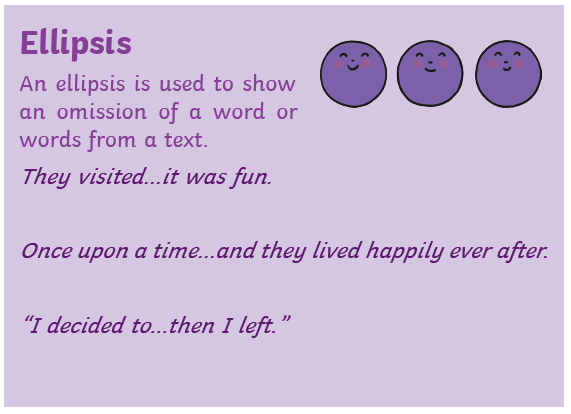 Ellipsis
An ellipsis is used to show
an omission of a word or
words from a text.
They visited...it was fun.
Once upon a time...and they lived happily ever after.
“I decided to...then I left.”